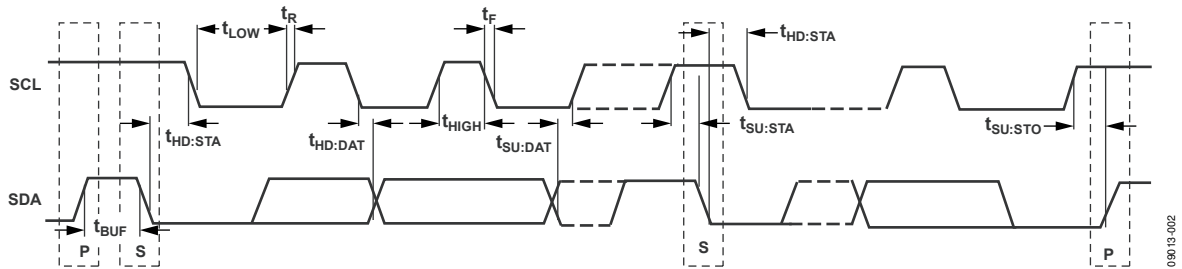 tLOW
tR
tF
tHD:STA
SCL
tHD:STA
tHD:DAT
tHIGH
tSU:DAT
tSU:STA
tSU:STO
SDA
tBUF
P
S
S
P
09013-002